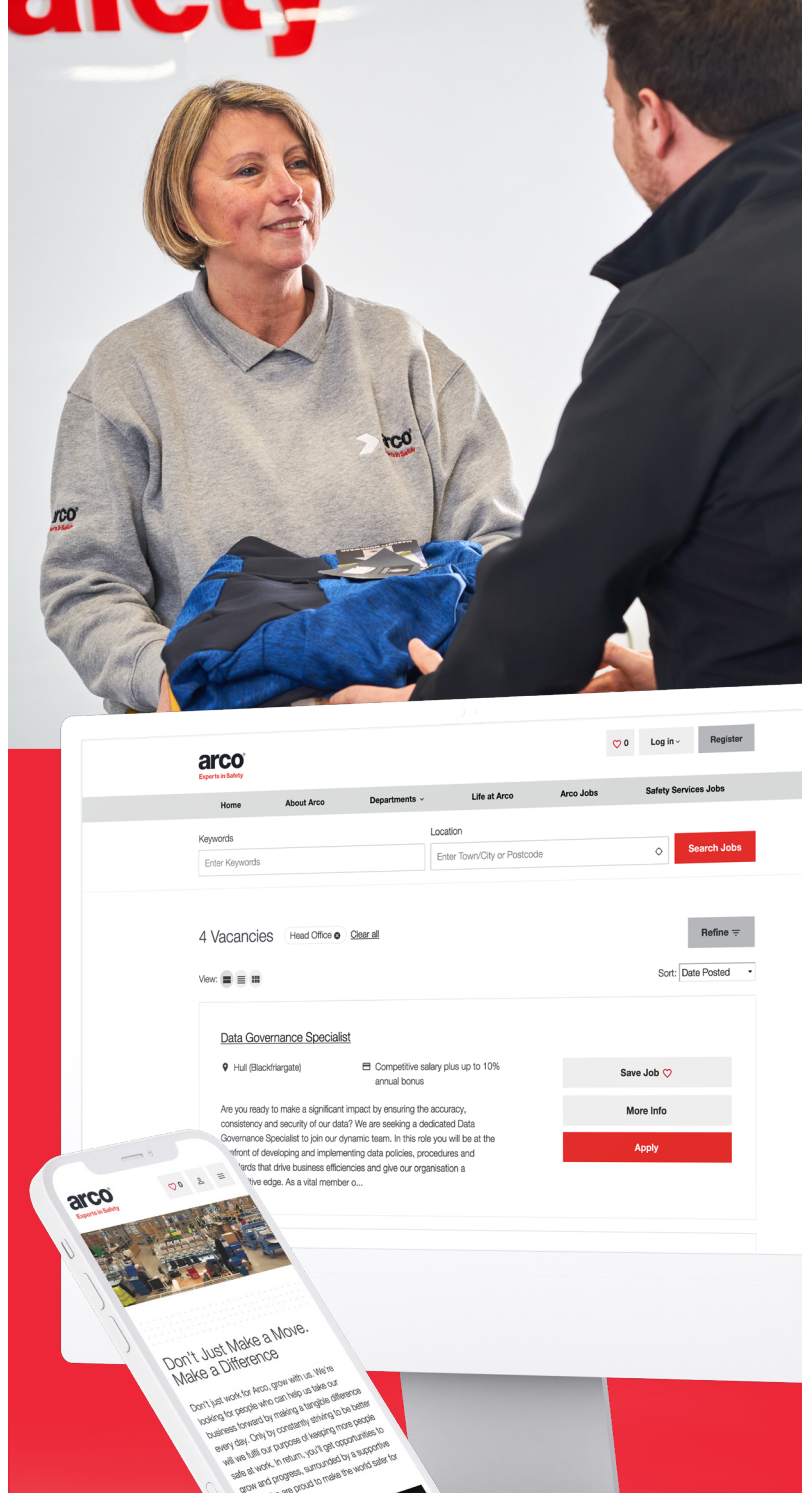 arco
Experts in Safety
0
Log in
Register
Home
About Arco
Departments
Life at Arco
Arco Jobs
Safety Services Jobs
Keywords
Enter Keywords
Location
Enter Town/City or Postcode
Search Jobs
4 Vacancies
Head Office
Clear all
Refine
View:
Sort: Date Posted
Data Governance Specialist
Hull (Blackfriargate)
Competitive salary plus up to 10%
annual bonus
Are you ready to make a significant impact by ensuring the accuracy,
consistency and security of our data? We are seeking a dedicated Data
Governance Specialist to join our dynamic team. In this role you will be at the
of developing and implementing data policies, procedures and
that drive business efficiencies and give our organisation a
edge. As a vital member o...
Save Job
More Info
Apply
arco
Experts in Safety
0
Don't Just Make a Move.
Make a Difference
Don't just work for Arco, grow with us. We're
looking for people who can help us take our
business forward by making a tangible difference
every day. Only by constantly striving to be better
will we fulfil our purpose of keeping more people
safe at work. In return, you'll get opportunities to
grow and progress, surrounded by a supportive
are proud to make the world safer for